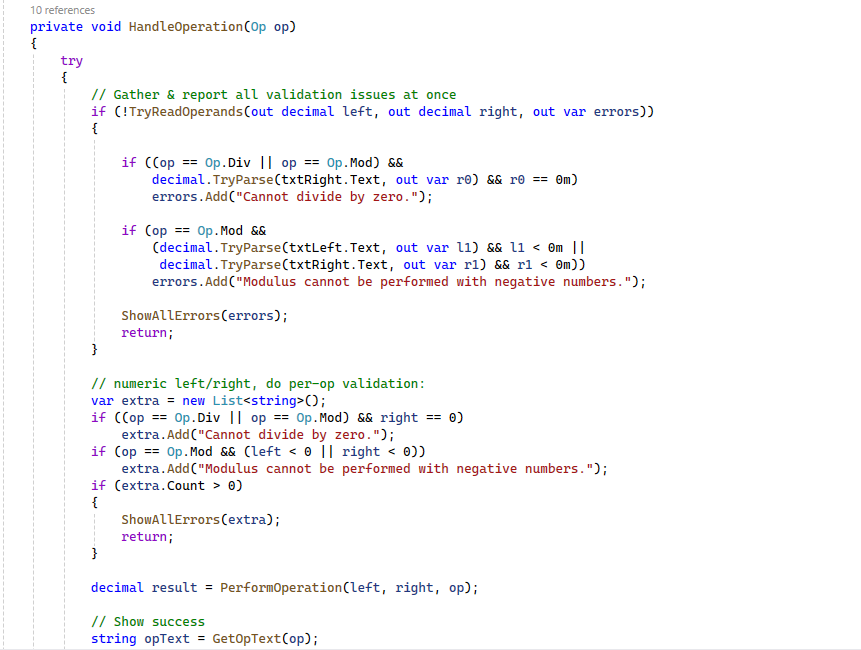 10 references
private void HandleOperation(Op op)
{
try
{
// Gather & report all validation issues at once
if (!TryReadOperands(out decimal left, out decimal right, out var errors))
{
if ((op == Op.Div || op == Op.Mod) &&
decimal.TryParse(txtRight.Text, out var r0) && r0 == 0m)
errors.Add("Cannot divide by zero.");
if (op == Op.Mod &&
(decimal.TryParse(txtLeft.Text, out var l1) && l1 < 0m ||
decimal.TryParse(txtRight.Text, out var r1) && r1 < 0m))
errors.Add("Modulus cannot be performed with negative numbers.");
ShowAllErrors(errors);
return;
}
// numeric left/right, do per-op validation:
var extra = new List<string>();
if ((op == Op.Div || op == Op.Mod) && right == 0)
extra.Add("Cannot divide by zero.");
if (op == Op.Mod && (left < 0 || right < 0))
extra.Add("Modulus cannot be performed with negative numbers.");
if (extra.Count > 0)
{
ShowAllErrors(extra);
return;
}
decimal result = PerformOperation(left, right, op);
// Show success
string opText = GetOpText(op);